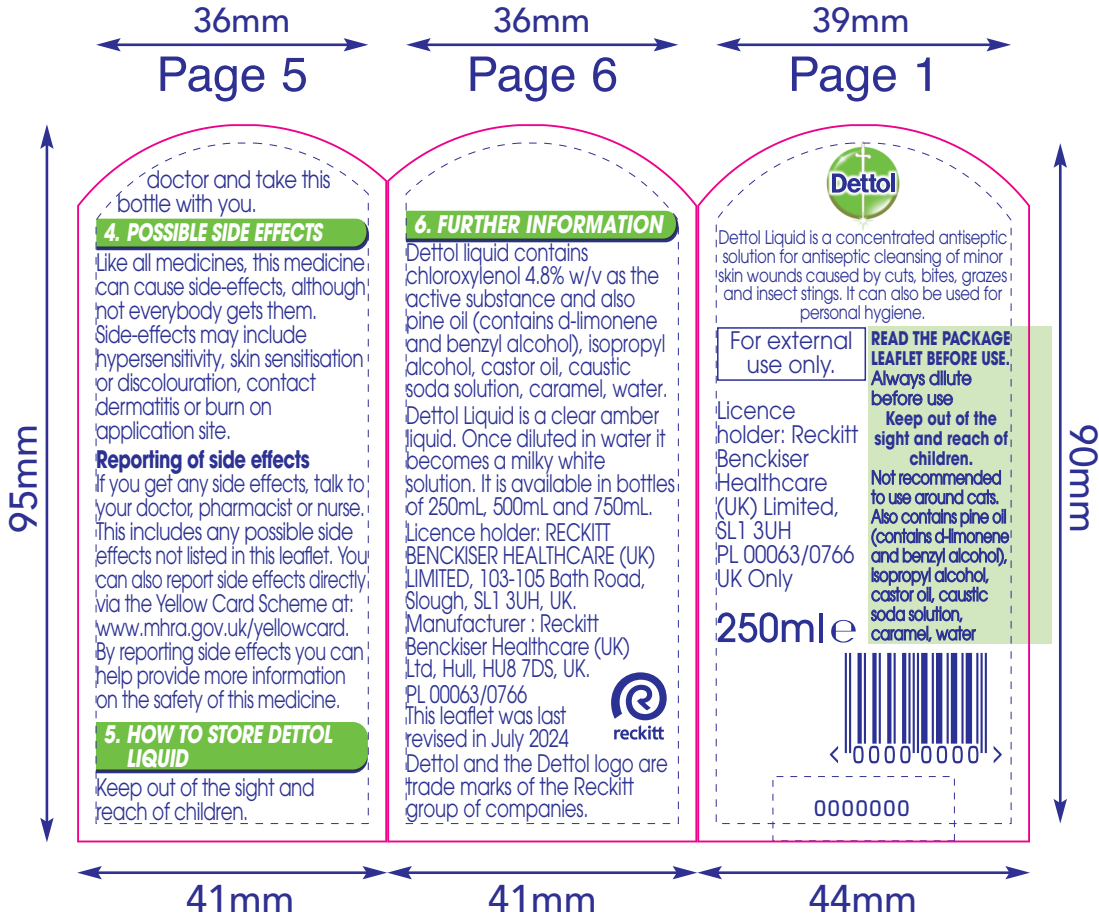 36mm
Page 5
36mm
Page 6
39mm
Page 1
95mm
doctor and take this
bottle with you.
4. POSSIBLE SIDE EFFECTS
Like all medicines, this medicine
can cause side-effects, although
not everybody gets them.
Side-effects may include
hypersensitivity, skin sensitisation
or discolouration, contact
dermatitis or burn on
application site.
Reporting of side effects
If you get any side effects, talk to
your doctor, pharmacist or nurse.
This includes any possible side
effects not listed in this leaflet. You
can also report side effects directly
via the Yellow Card Scheme at:
www.mhra.gov.uk/yellowcard.
By reporting side effects you can
help provide more information
on the safety of this medicine.
5. HOW TO STORE DETTOL
LIQUID
Keep out of the sight and
reach of children.
6. FURTHER INFORMATION
Dettol liquid contains
chloroxylenol 4.8% w/v as the
active substance and also
pine oil (contains d-limonene
and benzyl alcohol), isopropyl
alcohol, castor oil, caustic
soda solution, caramel, water.
Dettol Liquid is a clear amber
liquid. Once diluted in water it
becomes a milky white
solution. It is available in bottles
of 250mL, 500mL and 750mL.
Licence holder: RECKITT
BENCKISER HEALTHCARE (UK)
LIMITED, 103-105 Bath Road,
Slough, SL1 3UH, UK.
Manufacturer : Reckitt
Benckiser Healthcare (UK)
Ltd, Hull, HU8 7DS, UK.
PL 00063/0766
This leaflet was last
revised in July 2024
reckitt
Dettol and the Dettol logo are
trade marks of the Reckitt
group of companies.
Dettol
Dettol Liquid is a concentrated antiseptic
solution for antiseptic cleansing of minor
skin wounds caused by cuts, bites, grazes
and insect stings. It can also be used for
personal hygiene.
For external
use only.
Licence
holder: Reckitt
Benckiser
Healthcare
(UK) Limited,
SL1 3UH
PL 00063/0766
UK Only
250ml e
READ THE PACKAGE
LEAFLET BEFORE USE.
Always dilute
before use
Keep out of the
sight and reach of
children.
Not recommended
to use around cats.
Also contains pine oil
(contains d-limonene
and benzyl alcohol),
isopropyl alcohol,
castor oil, caustic
soda solution,
caramel, water
< 0000 0000 >
0000000
90mm
41mm
41mm
44mm